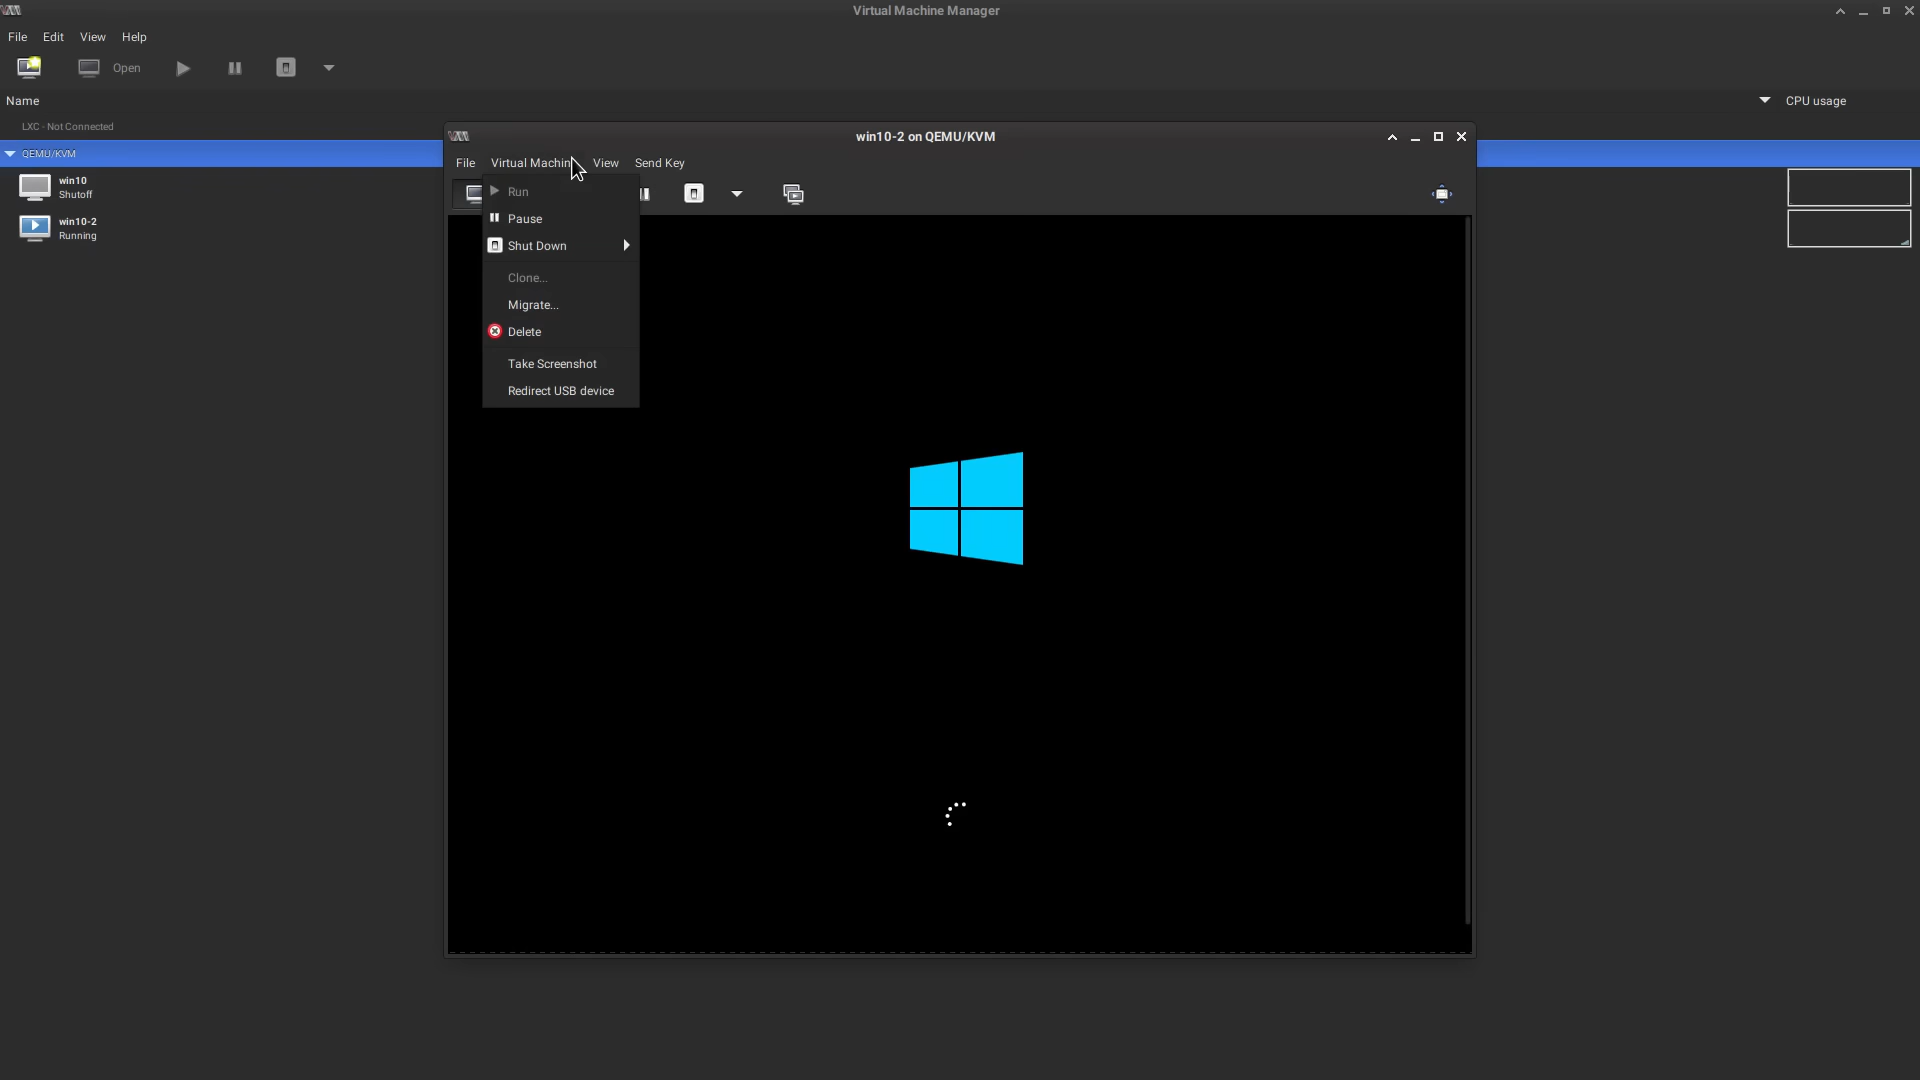 Virtual Machine Manager
File Edit View Help
Open
Name
CPU usage
LXC - Not Connected
QEMU/KVM
win10
Shutoff
win10-2
Running
win10-2 on QEMU/KVM
File Virtual Machin View Send Key
Run
Pause
Shut Down
Clone...
Migrate...
Delete
Take Screenshot
Redirect USB device